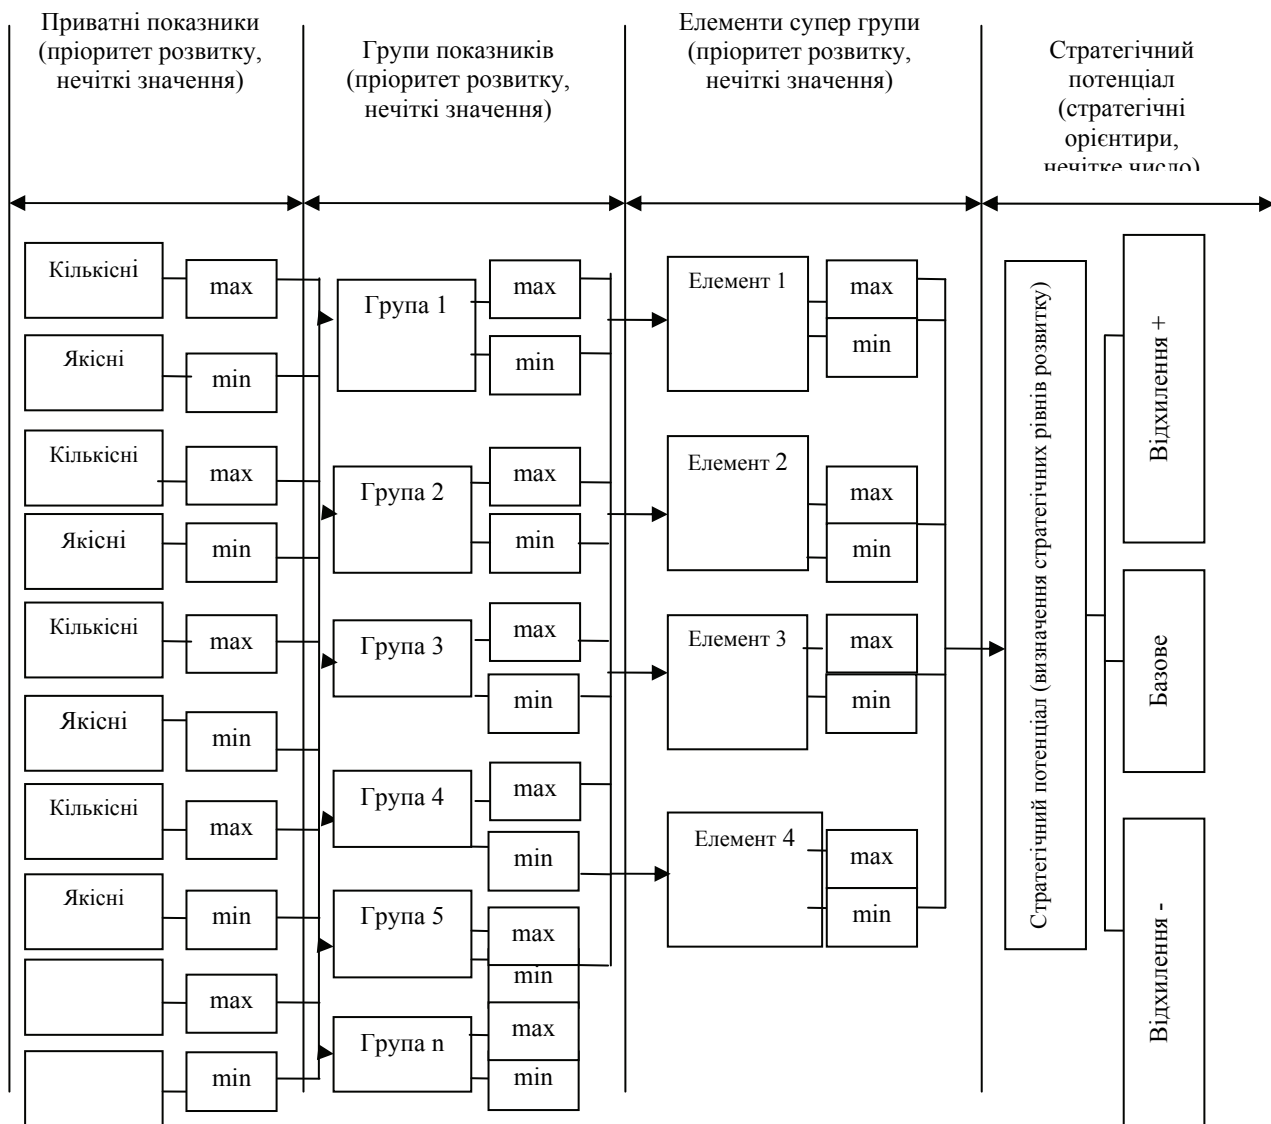 Приватні показники
(пріоритет розвитку,
нечіткі значення)
Групи показників
(пріоритет розвитку,
нечіткі значення)
Елементи супер групи
(пріоритет розвитку,
нечіткі значення)
Стратегічний
потенціал
(стратегічні
орієнтири,
нечітке число)
Кількісні
max
Якісні
min
Кількісні
max
Якісні
min
Кількісні
max
Якісні
min
Кількісні
max
Якісні
min
max
min
Група 1
max
min
Група 2
max
min
Група 3
max
min
Група 4
max
min
Група 5
max
min
Група n
max
min
Елемент 1
max
min
Елемент 2
max
min
Елемент 3
max
min
Елемент 4
max
min
Стратегічний потенціал (визначення стратегічних рівнів розвитку)
Відхилення +
Базове
Відхилення -